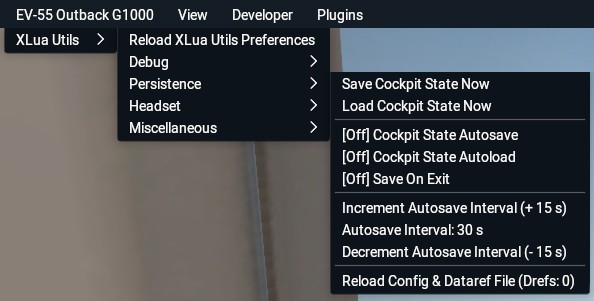 EV-55 Outback G1000 View Developer Plugins
XLua Utils
Reload XLua Utils Preferences
Debug
Persistence
Headset
Miscellaneous
Save Cockpit State Now
Load Cockpit State Now
[Off] Cockpit State Autosave
[Off] Cockpit State Autoload
[Off] Save On Exit
Increment Autosave Interval (+ 15 s)
Autosave Interval: 30 s
Decrement Autosave Interval (- 15 s)
Reload Config & Dataref File (Drefs: 0)